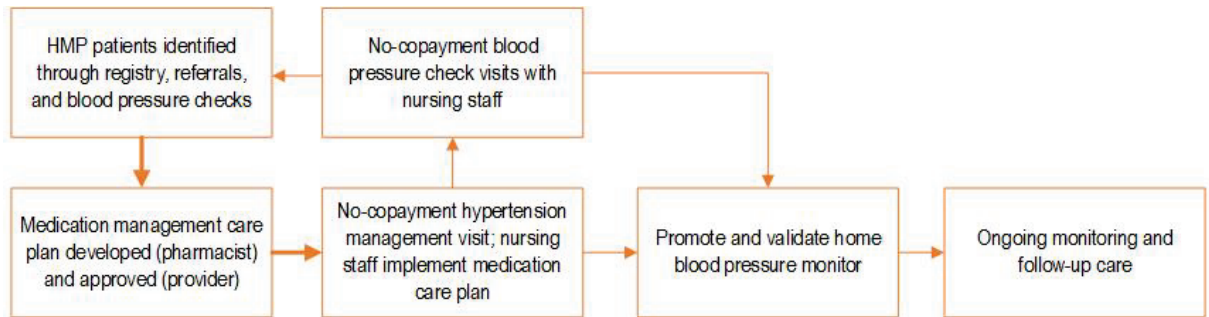 HMP patients identified
through registry, referrals,
and blood pressure checks
No-copayment blood
pressure check visits with
nursing staff
Medication management care
plan developed (pharmacist)
and approved (provider)
No-copayment hypertension
management visit; nursing
staff implement medication
care plan
Promote and validate home
blood pressure monitor
Ongoing monitoring and
follow-up care